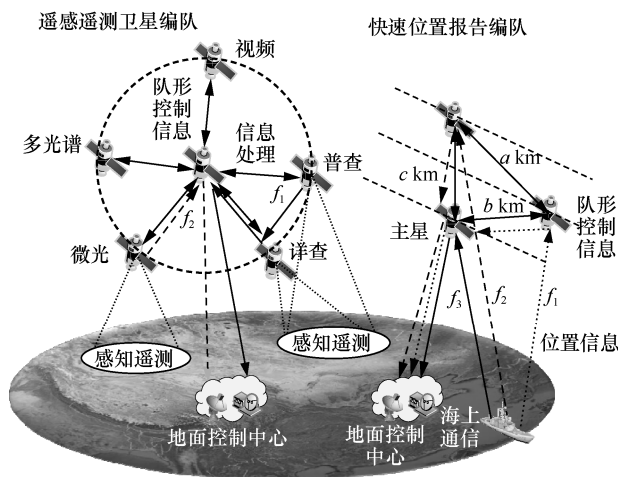 遥感遥测卫星编队
视频
队形
控制
信息
信息
处理
多光谱
普查
f1
f2
微光
详查
感知遥测
感知遥测
地面控制中心
快速位置报告编队
a km
c km
b km
主星
队形控制
信息
f3
f2
f1
位置信息
海上
通信
地面控制
中心